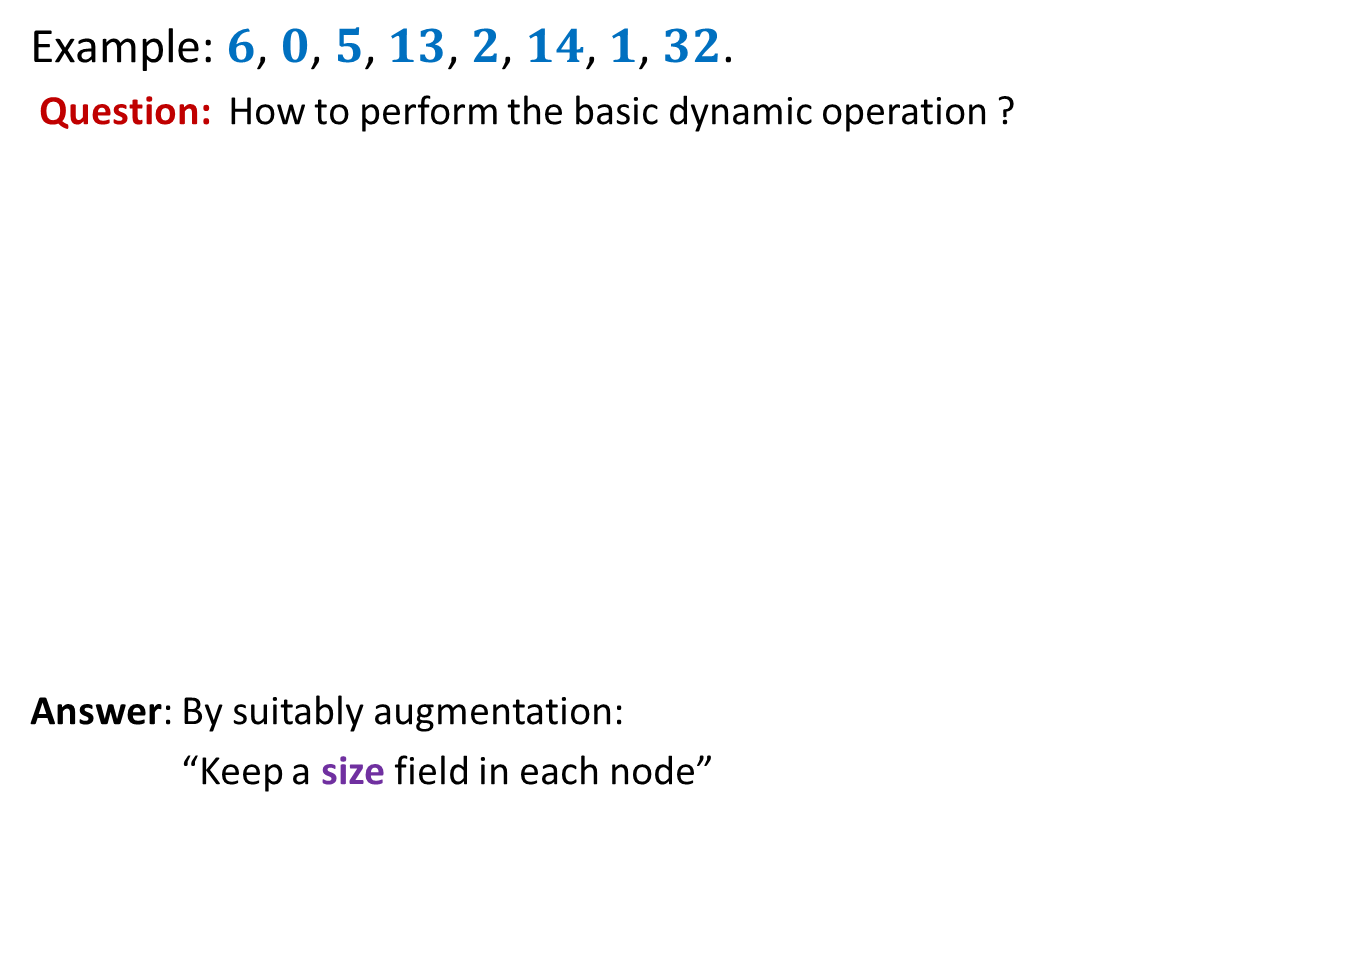 Example: 6, 0, 5, 13, 2, 14, 1, 32.
Question: How to perform the basic dynamic operation ?
Answer: By suitably augmentation:
“Keep a size field in each node”